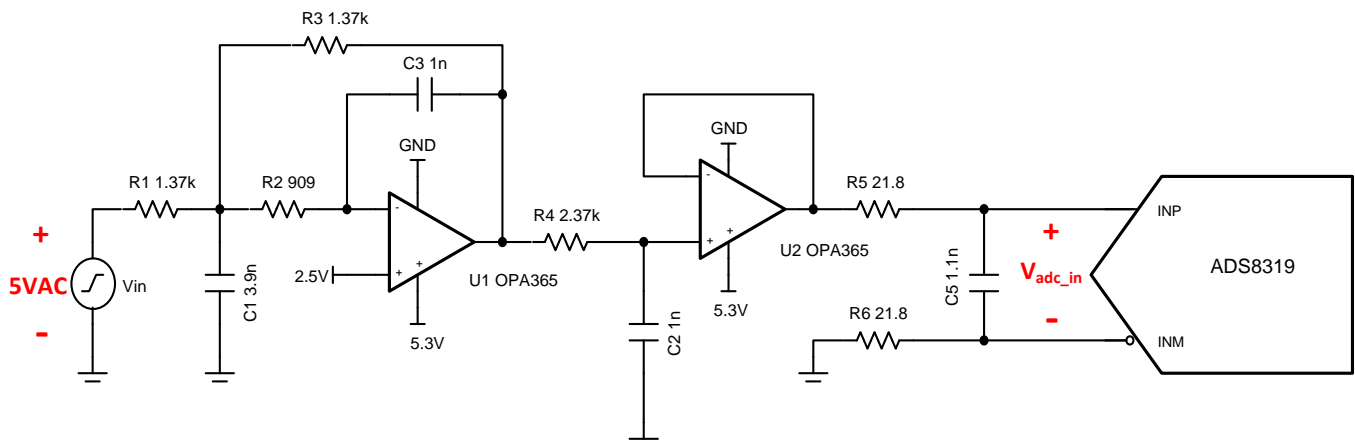 R3 1.37k
C3 1n
GND
GND
R1 1.37k
R2 909
R5 21.8
-
-
INP
+
R4 2.37k
+
+
+
+
+
5VAC
Vin
2.5V
U1 OPA365
U2 OPA365
C5 1.1n
Vadc_in
ADS8319
-
C1 3.9n
5.3V
5.3V
C2 1n
R6 21.8
-
INM